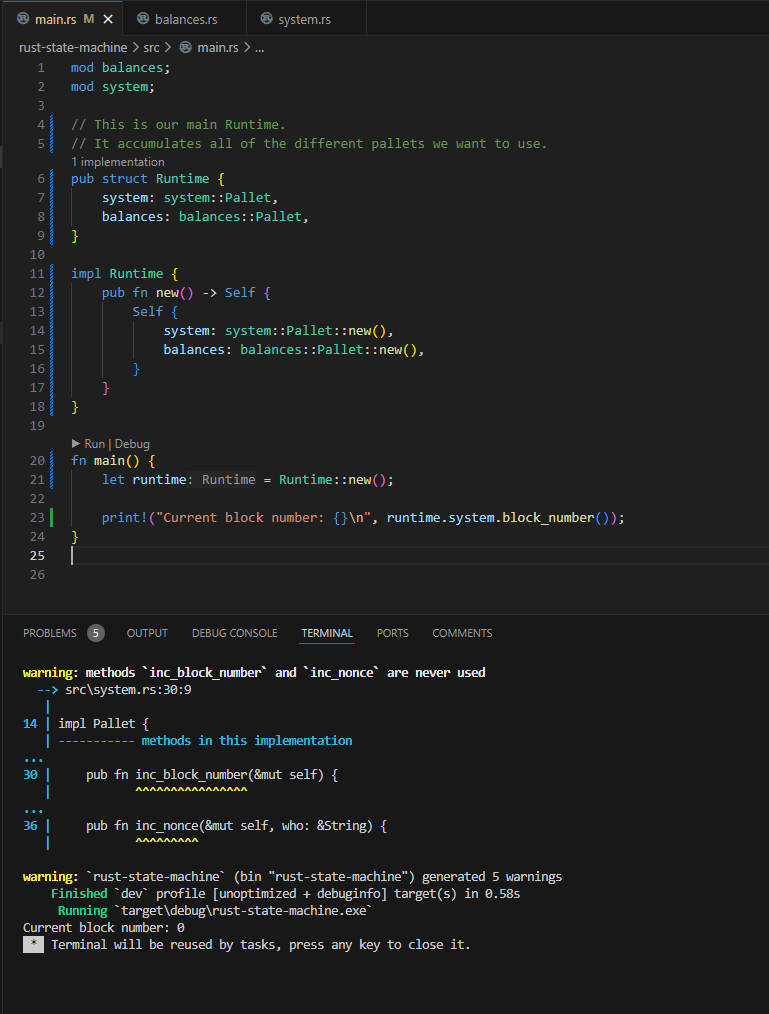 main.rs M × balances.rs system.rs
rust-state-machine > src > main.rs > ...
1 mod balances;
2 mod system;
3
4 // This is our main Runtime.
5 // It accumulates all of the different pallets we want to use.
1 implementation
6 pub struct Runtime {
7     system: system::Pallet,
8     balances: balances::Pallet,
9 }
10
11 impl Runtime {
12     pub fn new() -> Self {
13         Self {
14             system: system::Pallet::new(),
15             balances: balances::Pallet::new(),
16         }
17     }
18 }
19
▶ Run | Debug
20 fn main() {
21     let runtime: Runtime = Runtime::new();
22
23     print!("Current block number: {}\n", runtime.system.block_number());
24 }
25
26
PROBLEMS 5 OUTPUT DEBUG CONSOLE TERMINAL PORTS COMMENTS
warning: methods `inc_block_number` and `inc_nonce` are never used
  --> src\system.rs:30:9
   |
14 | impl Pallet {
   | ----------- methods in this implementation
...
30 |     pub fn inc_block_number(&mut self) {
   |            ^^^^^^^^^^^^^^^^
...
36 |     pub fn inc_nonce(&mut self, who: &String) {
   |            ^^^^^^^^^
warning: `rust-state-machine` (bin "rust-state-machine") generated 5 warnings
    Finished `dev` profile [unoptimized + debuginfo] target(s) in 0.58s
     Running `target\debug\rust-state-machine.exe`
Current block number: 0
 *  Terminal will be reused by tasks, press any key to close it.